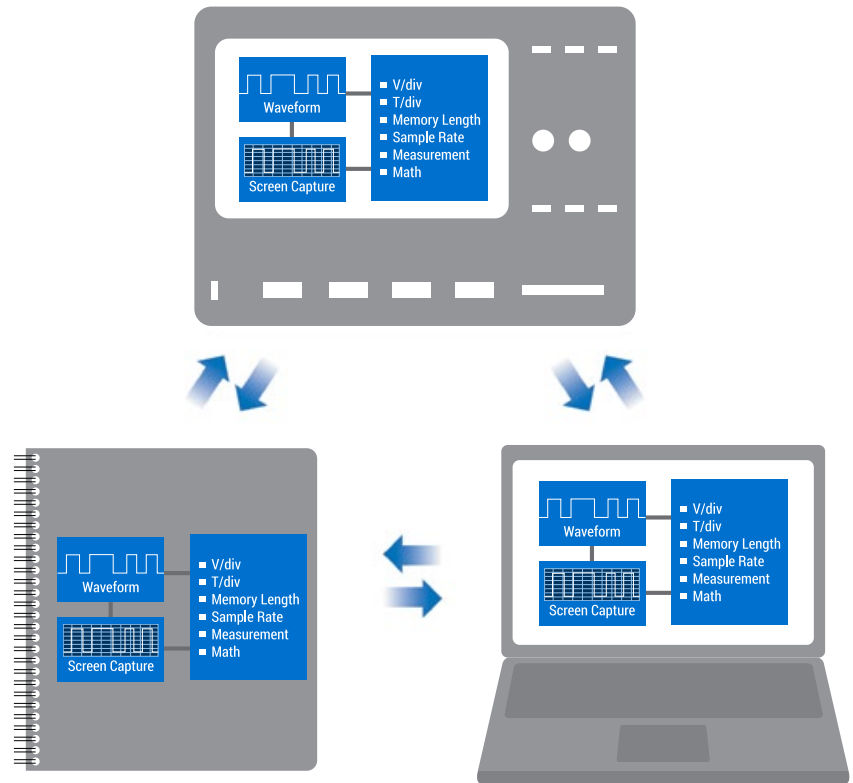 Waveform
Screen Capture
V/div
T/div
Memory Length
Sample Rate
Measurement
Math
Waveform
Screen Capture
V/div
T/div
Memory Length
Sample Rate
Measurement
Math
Waveform
Screen Capture
V/div
T/div
Memory Length
Sample Rate
Measurement
Math